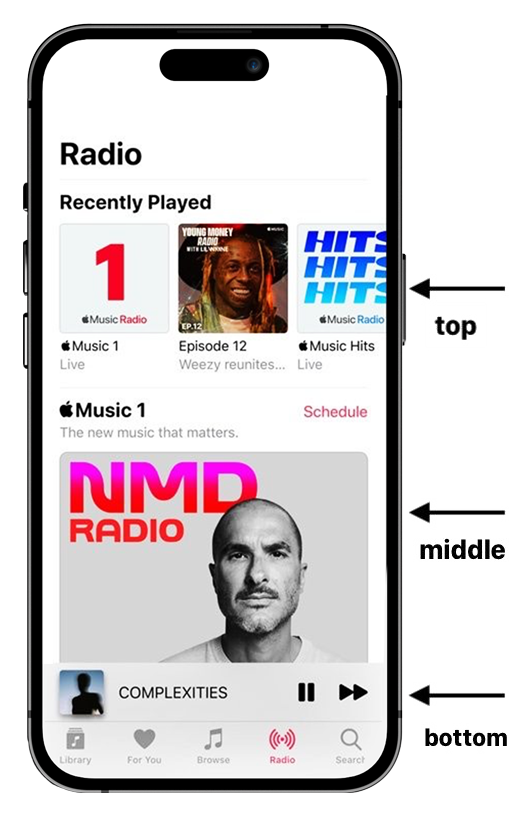 Radio
Recently Played
1
Music Radio
YOUNG MONEY
RADIO
WITH LIL WAYNE
MUSIC
EP.12
HITS
HITS
HITS
Music Radio
Music 1
Live
Episode 12
Weezy reunites...
Music Hits
Live
top
Music 1
Schedule
The new music that matters.
NMD
RADIO
middle
COMPLEXITIES
bottom
Library
For You
Browse
Radio
Search